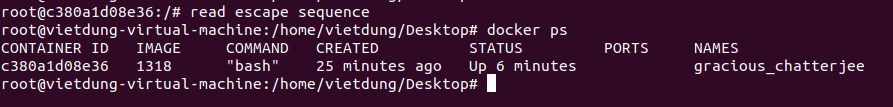 root@c380a1d08e36:/# read escape sequence
root@vietdung-virtual-machine:/home/vietdung/Desktop# docker ps
CONTAINER ID   IMAGE     COMMAND   CREATED          STATUS         PORTS     NAMES
c380a1d08e36   1318      "bash"    25 minutes ago   Up 6 minutes             gracious_chatterjee
root@vietdung-virtual-machine:/home/vietdung/Desktop#